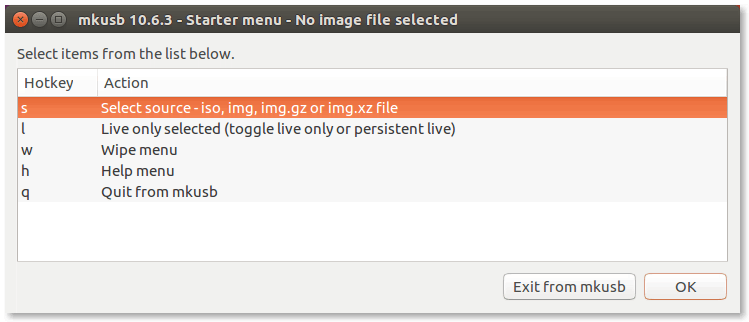 mkusb 10.6.3 - Starter menu - No image file selected
Select items from the list below.
Hotkey Action
s Select source - iso, img, img.gz or img.xz file
l Live only selected (toggle live only or persistent live)
w Wipe menu
h Help menu
q Quit from mkusb
Exit from mkusb OK